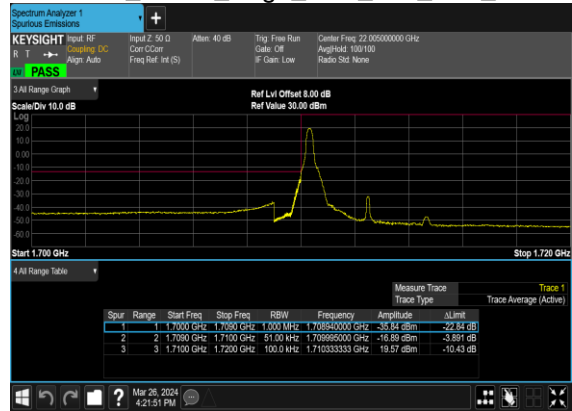 Spectrum Analyzer 1
Spurious Emissions
+
KEYSIGHT Input: RF Input Z: 50 Ω Atten: 40 dB Trig: Free Run Center Freq: 22.005000000 GHz
R T Coupling: DC Corr CCorr Gate: Off Avg|Hold: 100/100
Align: Auto Freq Ref: Int (S) IF Gain: Low Radio Std: None
PASS
3 All Range Graph
Ref Lvl Offset 8.00 dB
Scale/Div 10.0 dB Ref Value 30.00 dBm
Log
20.0
10.0
0.00
-10.0
-20.0
-30.0
-40.0
-50.0
-60.0
Start 1.700 GHz Stop 1.720 GHz
4 All Range Table
Measure Trace Trace 1
Trace Type Trace Average (Active)
Spur Range Start Freq Stop Freq RBW Frequency Amplitude ΔLimit
1 1 1.7000 GHz 1.7090 GHz 1.000 MHz 1.708940000 GHz -35.84 dBm -22.84 dB
2 2 1.7090 GHz 1.7100 GHz 51.00 kHz 1.709995000 GHz -16.89 dBm -3.891 dB
3 3 1.7100 GHz 1.7200 GHz 100.0 kHz 1.710333333 GHz 19.57 dBm -10.43 dB
? Mar 26, 2024
4:21:51 PM